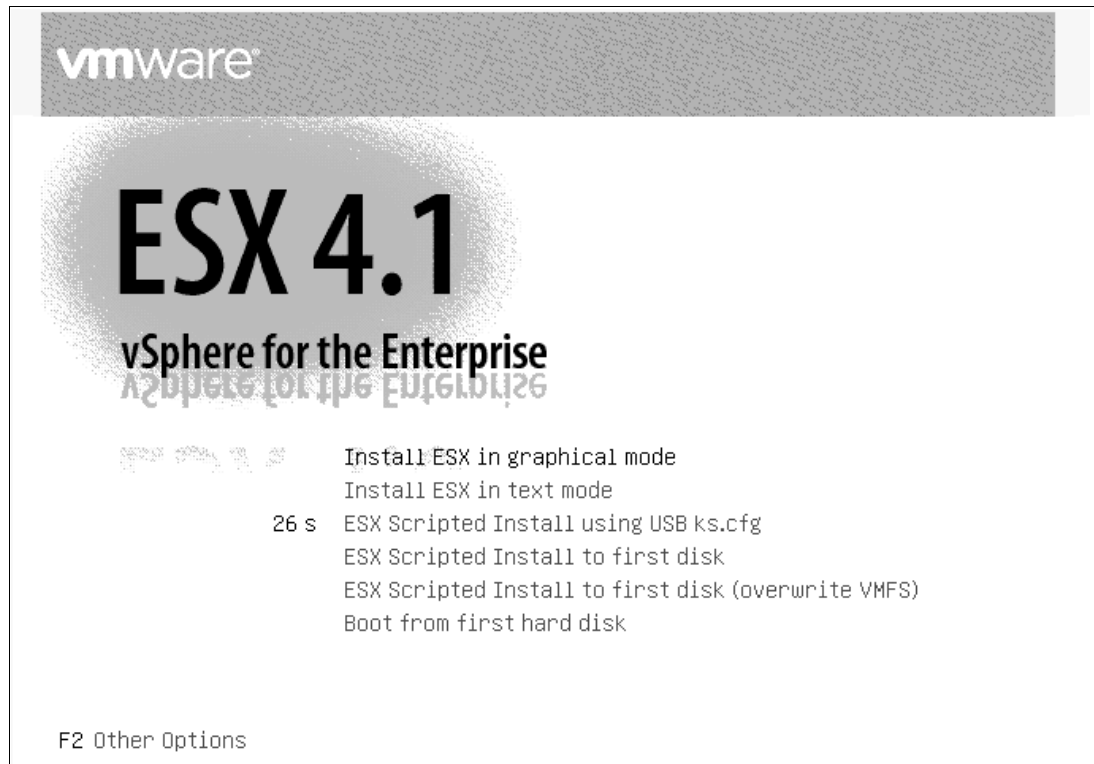 vmware®
ESX 4.1
vSphere for the Enterprise
Install ESX in graphical mode
Install ESX in text mode
26 s ESX Scripted Install using USB ks.cfg
ESX Scripted Install to first disk
ESX Scripted Install to first disk (overwrite VMFS)
Boot from first hard disk
F2 Other Options